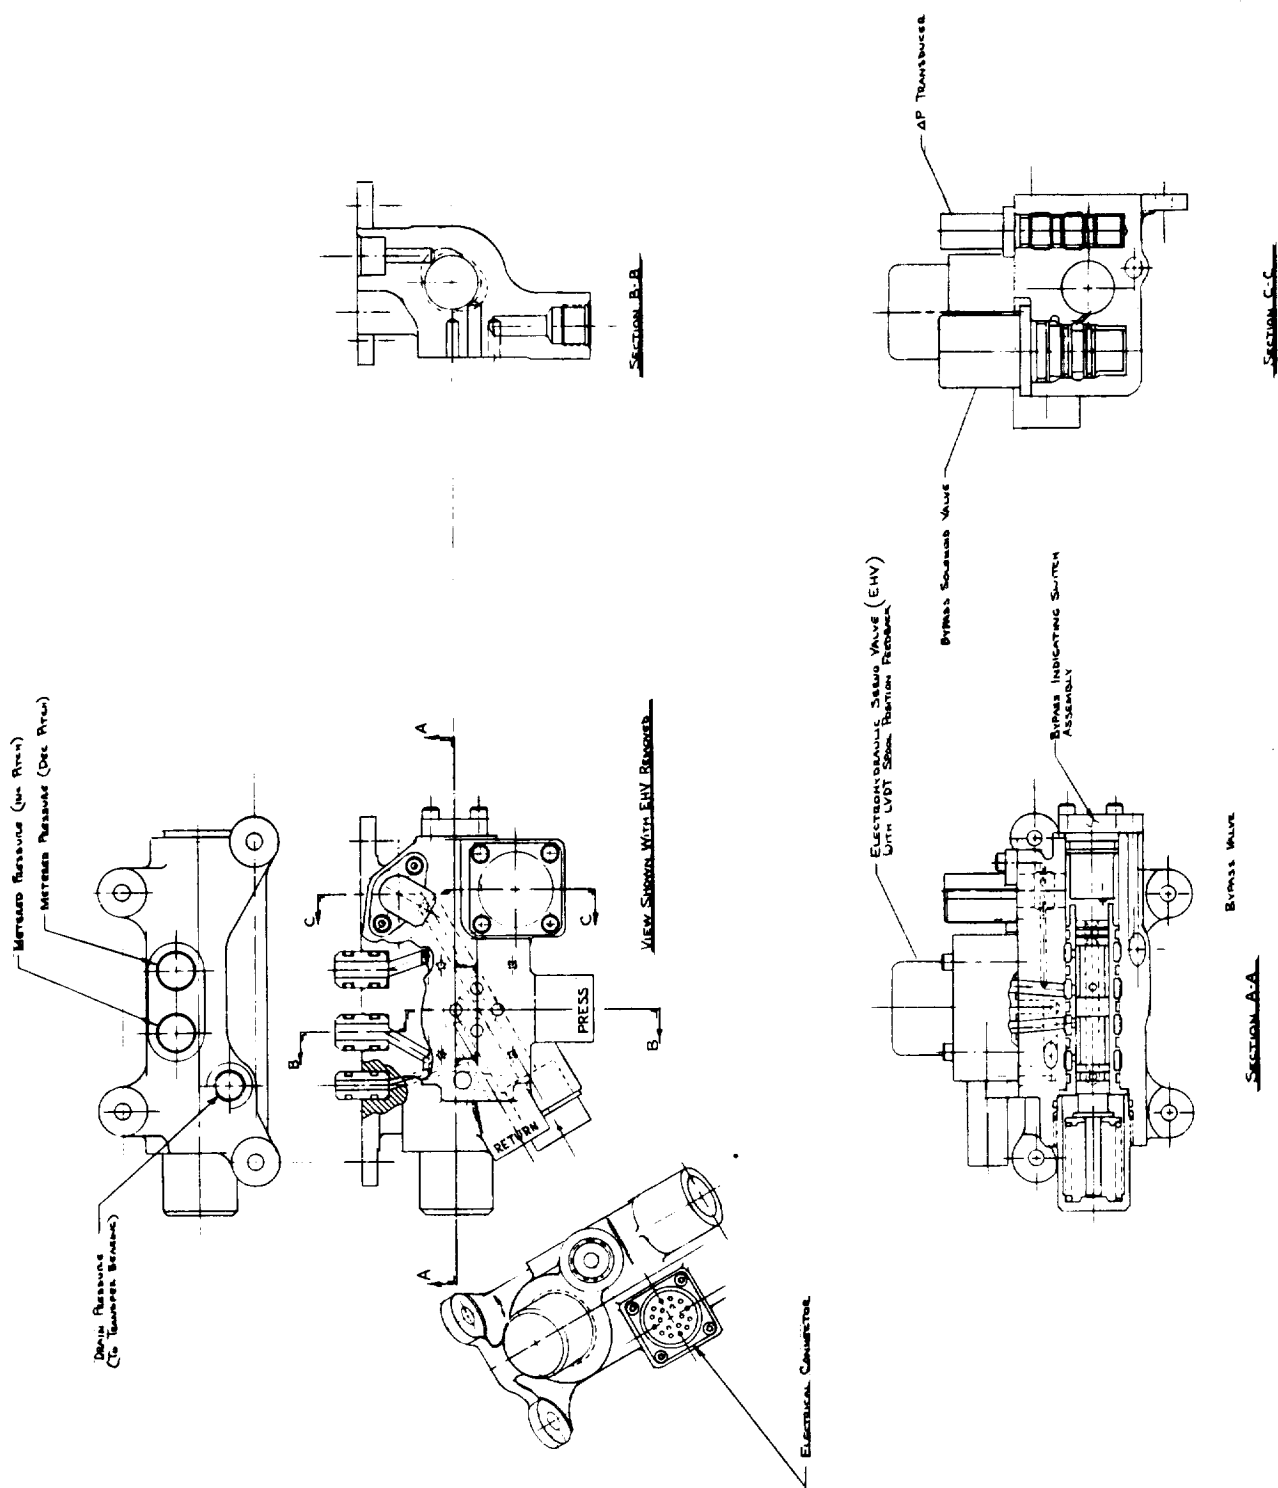 Metered Pressure (Inc Pitch)
Metered Pressure (Dec Pitch)
Drain Pressure
(To Transfer Bearing)
A
A
B
B
C
C
PRESS
RETURN
View Shown With EHV Removed
Electrical Connector
Section B-B
ΔP Transducer
Bypass Solenoid Valve
Section C-C
Electrohydraulic Servo Valve (EHV)
With LVDT Spool Position Feedback
Bypass Indicating Switch
Assembly
Bypass Valve
Section A-A